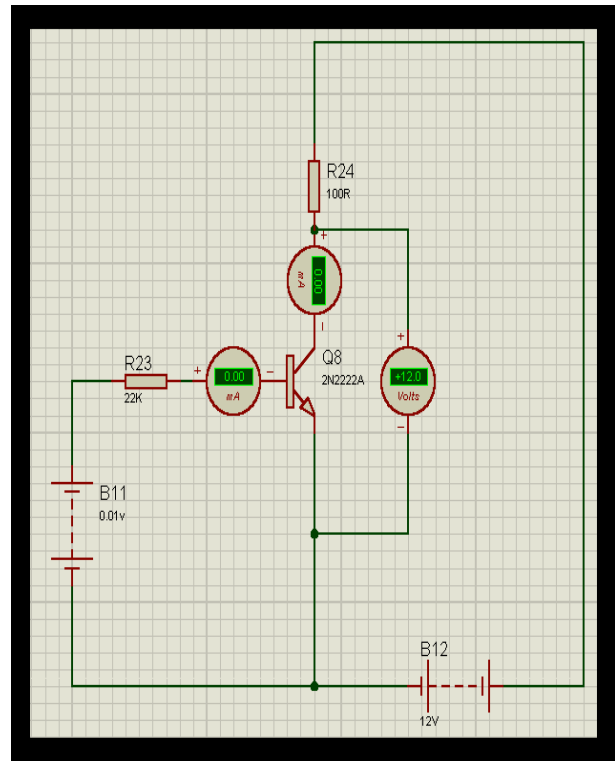 R24
100R
+
0.00
mA
−
Q8
2N2222A
R23
22K
+
0.00
mA
−
+
+12.0
Volts
−
B11
0.01v
B12
12V